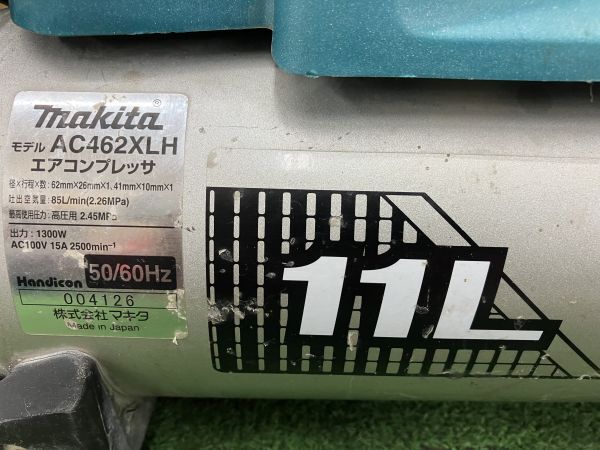 makita
モデル AC462XLH
エアコンプレッサ
径×行程×数:62mm×26mm×1, 41mm×10mm×1
吐出空気量:85L/min(2.26MPa)
最高使用圧力:高圧用 2.45MPa
出力:1300W
AC100V 15A 2500min⁻¹
Handicon 50/60Hz
004126
株式会社マキタ
Made in Japan
11L